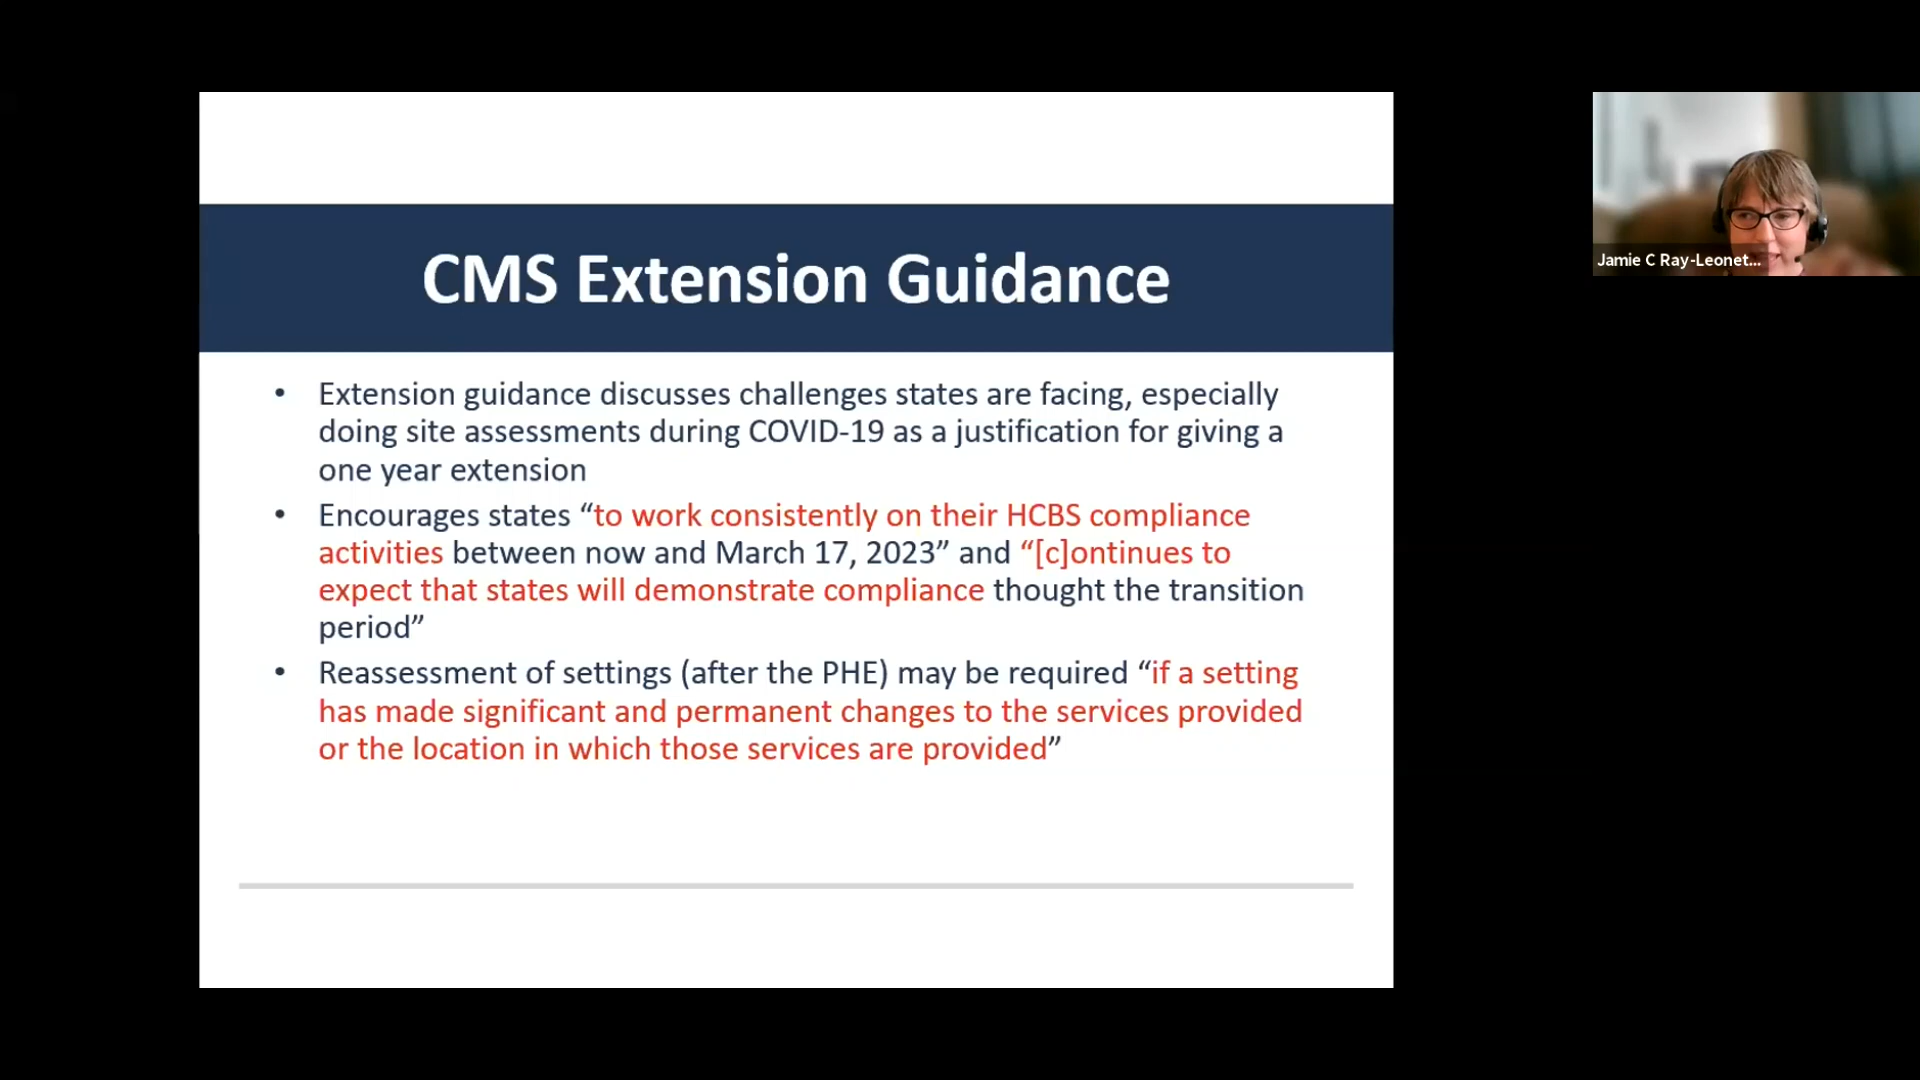 CMS Extension Guidance
• Extension guidance discusses challenges states are facing, especially
doing site assessments during COVID-19 as a justification for giving a
one year extension
• Encourages states “to work consistently on their HCBS compliance
activities between now and March 17, 2023” and “[c]ontinues to
expect that states will demonstrate compliance thought the transition
period”
• Reassessment of settings (after the PHE) may be required “if a setting
has made significant and permanent changes to the services provided
or the location in which those services are provided”
Jamie C Ray-Leonet...